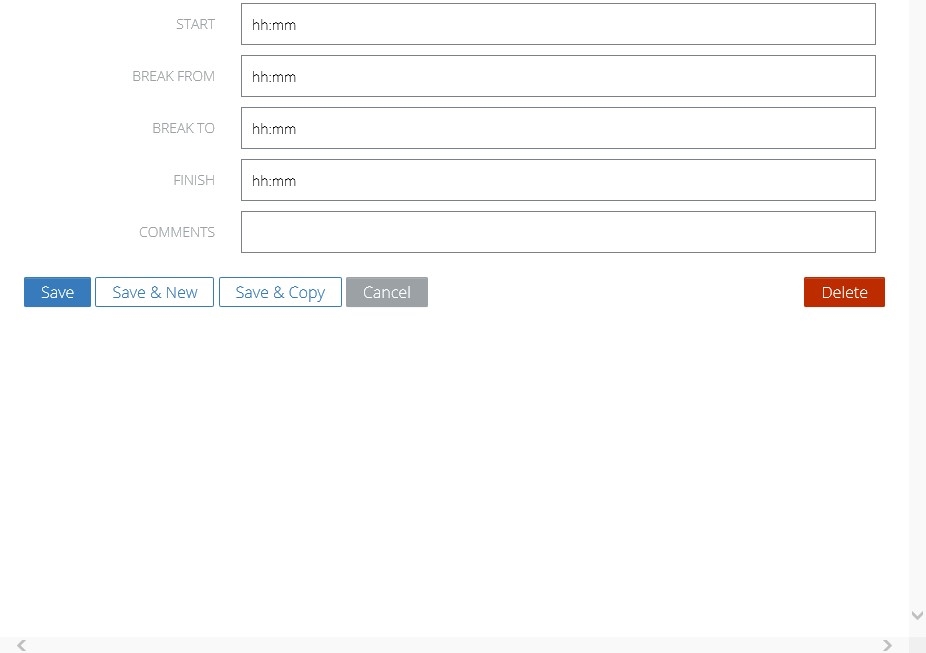 START hh:mm
BREAK FROM hh:mm
BREAK TO hh:mm
FINISH hh:mm
COMMENTS
Save Save & New Save & Copy Cancel Delete